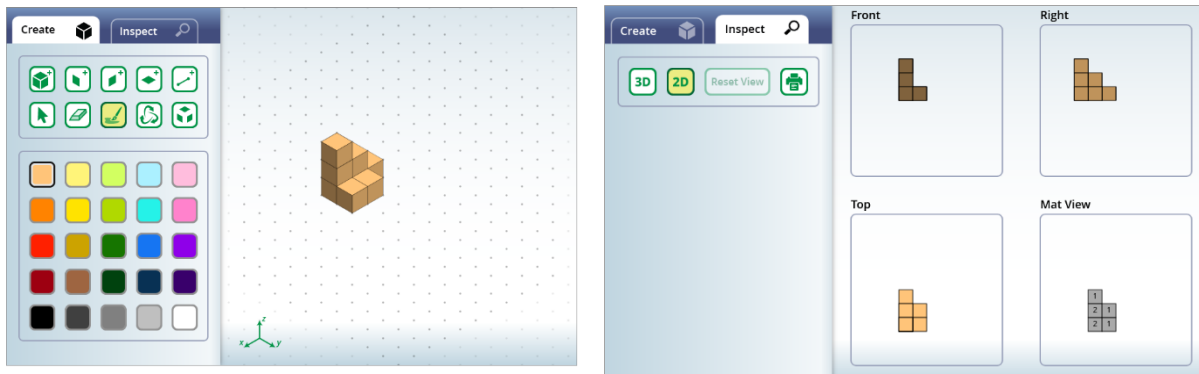 Create
Inspect
z
x
y
Create
Inspect
3D
2D
Reset View
Front
Right
Top
Mat View
1
2 1
2 1